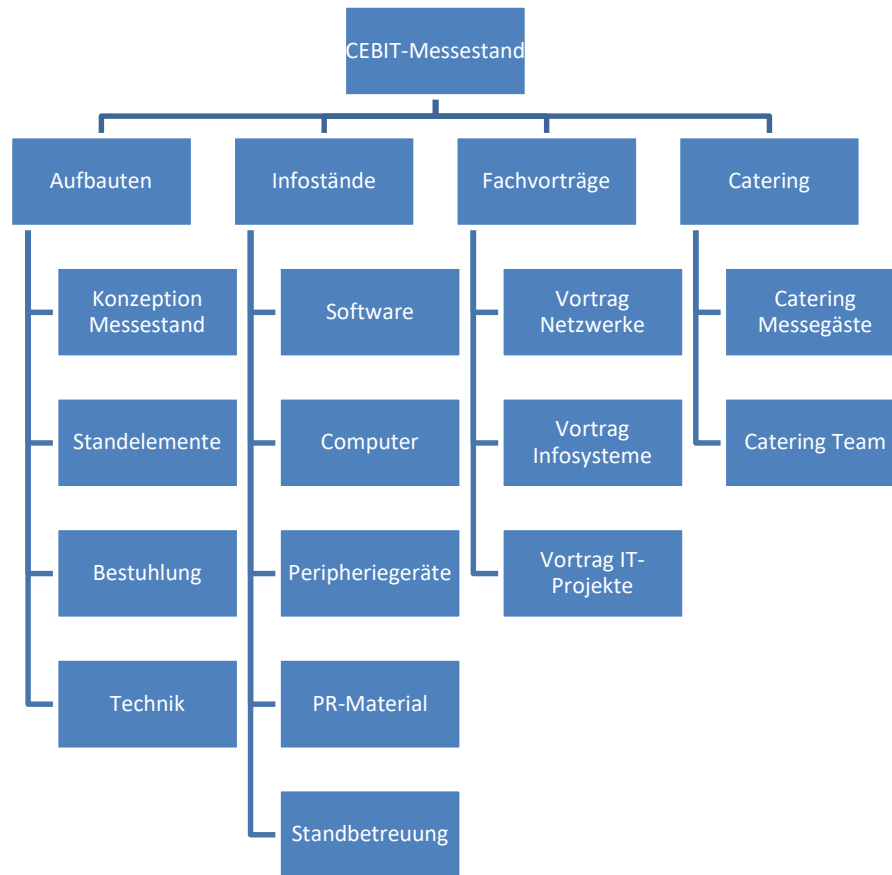 CEBIT-Messestand
Aufbauten
Infostände
Fachvorträge
Catering
Konzeption
Messestand
Software
Vortrag
Netzwerke
Catering
Messegäste
Standelemente
Computer
Vortrag
Infosysteme
Catering Team
Bestuhlung
Peripheriegeräte
Vortrag IT-
Projekte
Technik
PR-Material
Standbetreuung